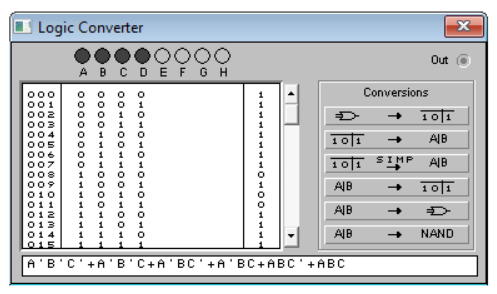 Logic Converter
A B C D E F G H
Out
000 0 0 0 0 1
001 0 0 0 1 1
002 0 0 1 0 1
003 0 0 1 1 1
004 0 1 0 0 1
005 0 1 0 1 1
006 0 1 1 0 1
007 0 1 1 1 1
008 1 0 0 0 0
009 1 0 0 1 0
010 1 0 1 0 0
011 1 0 1 1 0
012 1 1 0 0 1
013 1 1 0 1 1
014 1 1 1 0 1
015 1 1 1 1 1
Conversions
→ 1 0 1
1 0 1 → A|B
1 0 1 SIMP → A|B
A|B → 1 0 1
A|B →
A|B → NAND
A'B'C'+A'B'C+A'BC'+A'BC+ABC'+ABC